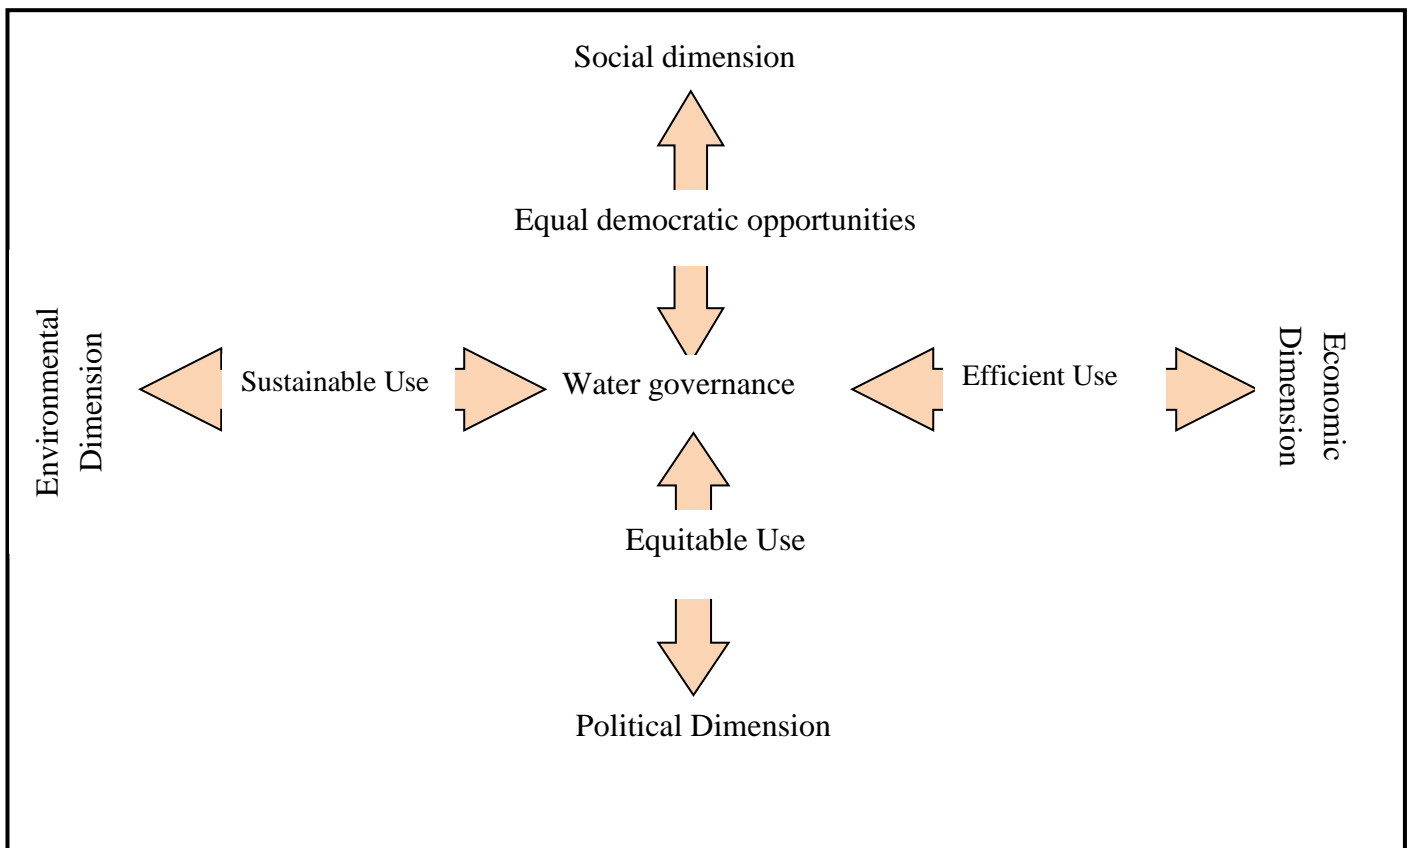 Social dimension
Equal democratic opportunities
Environmental
Dimension
Sustainable Use
Water governance
Efficient Use
Economic
Dimension
Equitable Use
Political Dimension